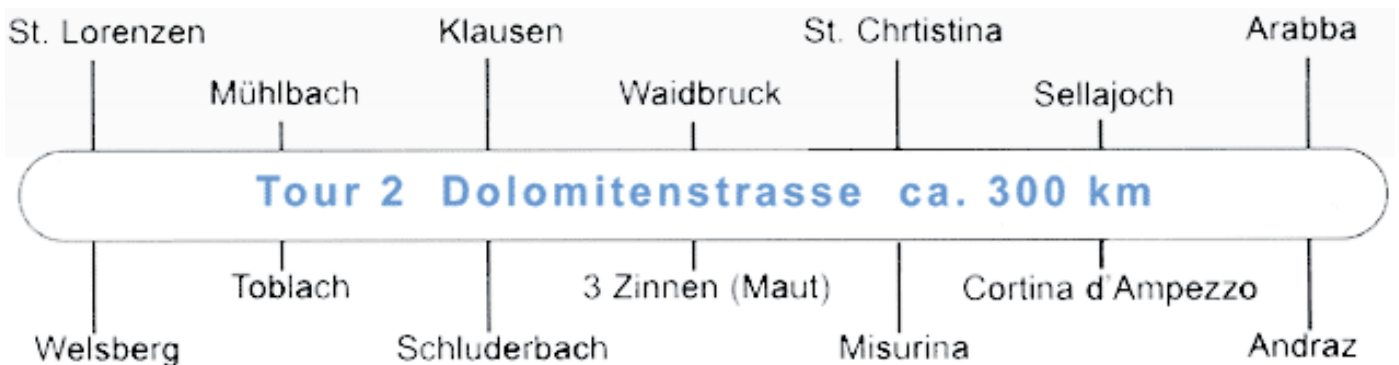 St. Lorenzen Klausen St. Chrtistina Arabba
Mühlbach Waidbruck Sellajoch
Tour 2 Dolomitenstrasse ca. 300 km
Toblach 3 Zinnen (Maut) Cortina d'Ampezzo
Welsberg Schluderbach Misurina Andraz